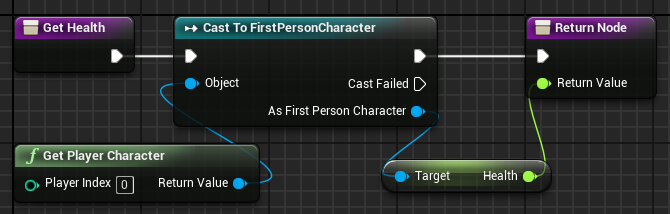 Get Health
Cast To FirstPersonCharacter
Return Node
Object
Cast Failed
As First Person Character
Return Value
Get Player Character
Player Index 0
Return Value
Target
Health